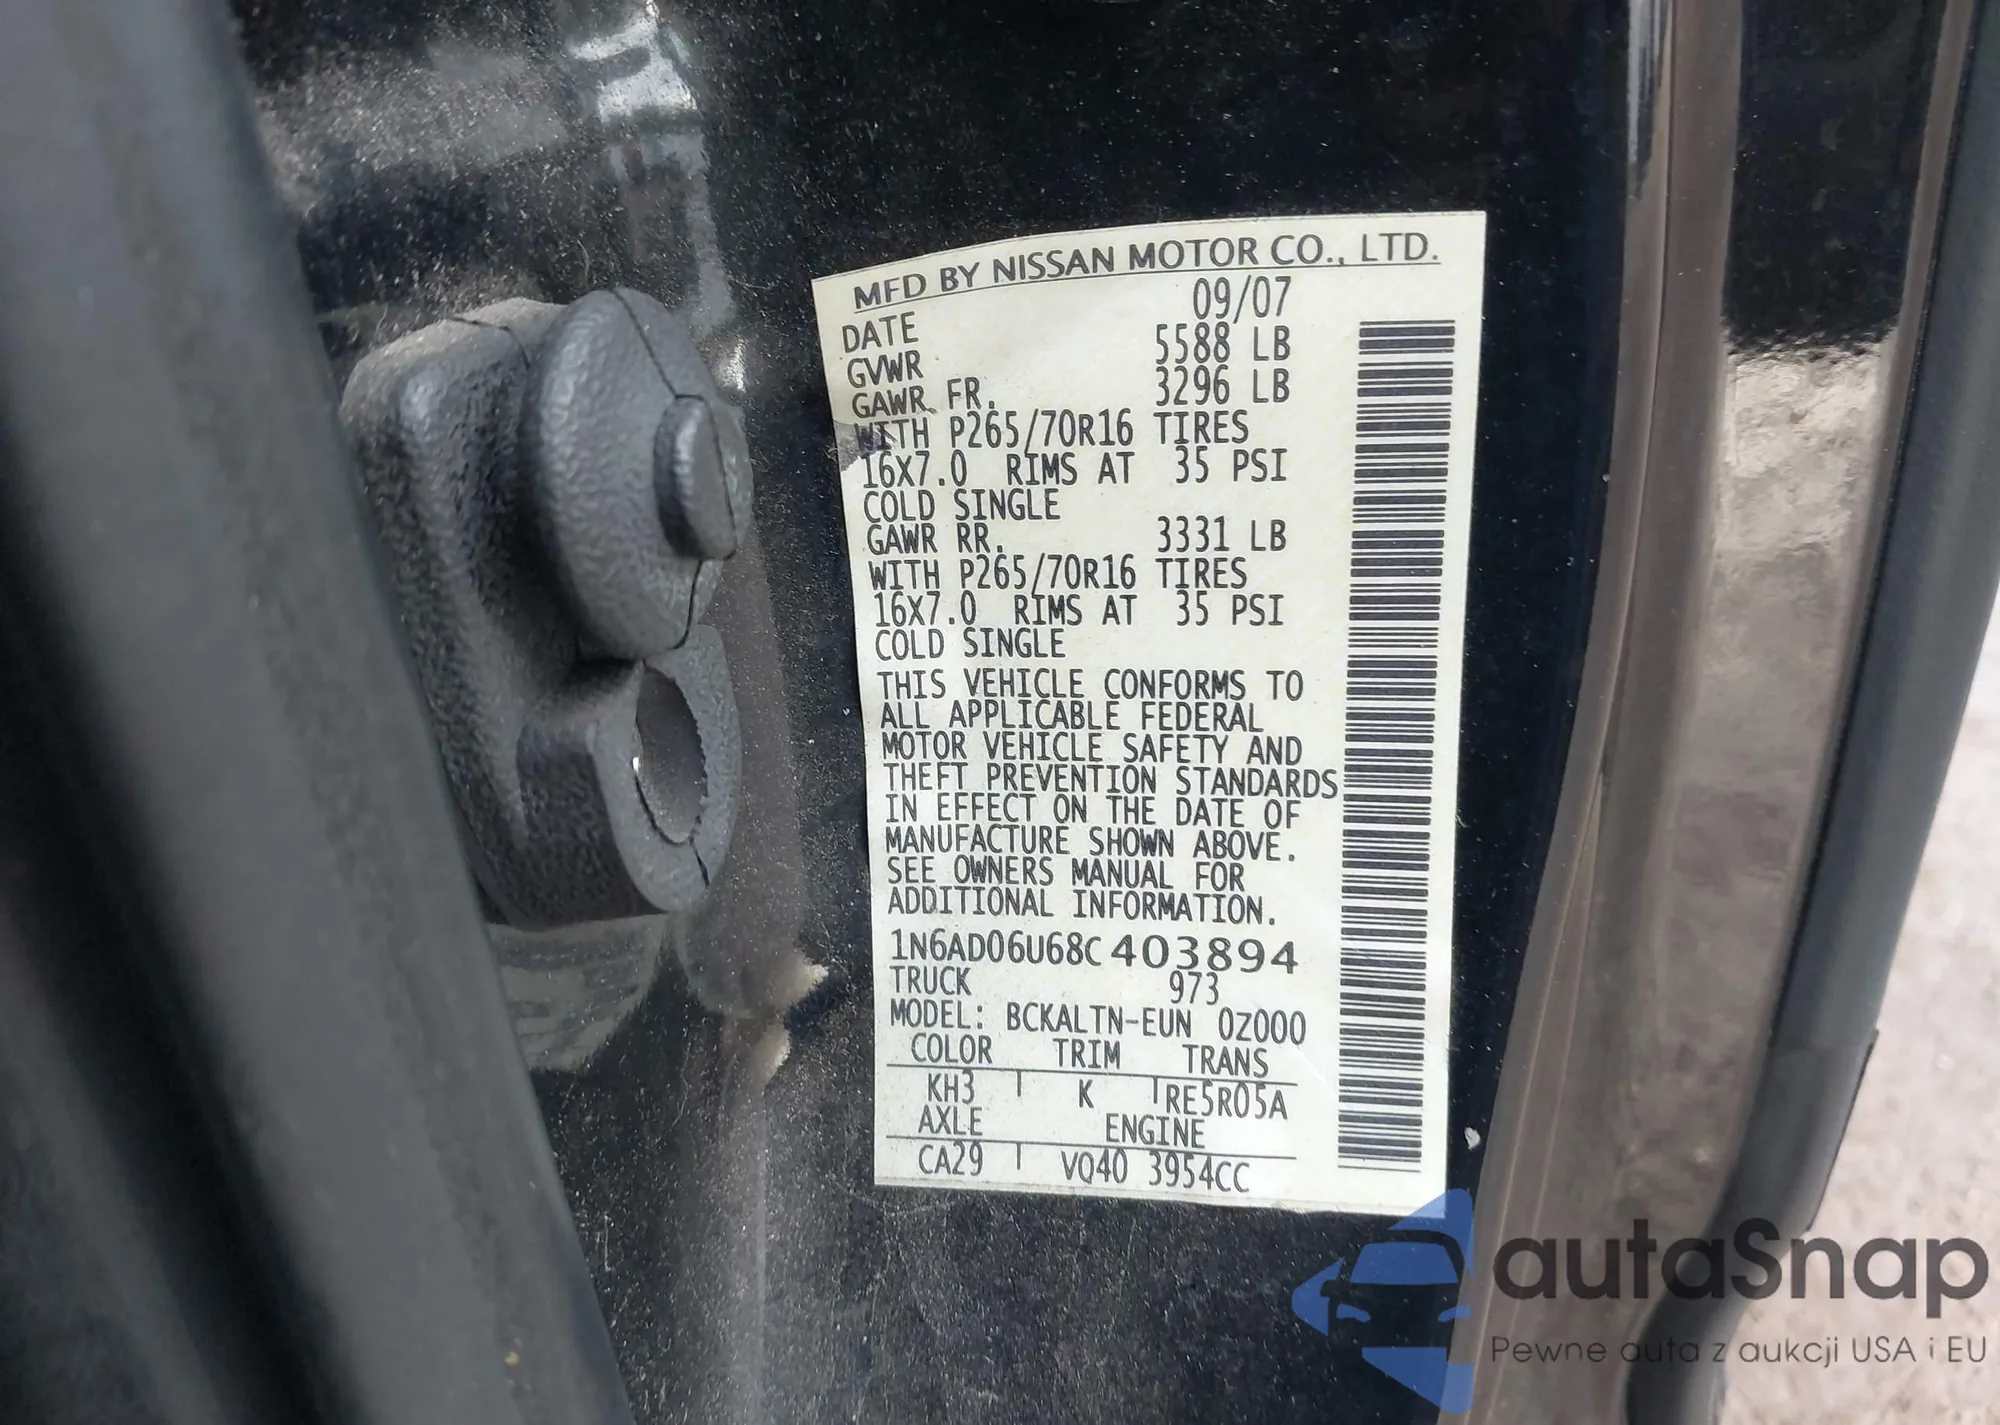 MFD BY NISSAN MOTOR CO., LTD.
DATE 09/07
GVWR 5588 LB
GAWR FR. 3296 LB
WITH P265/70R16 TIRES
16X7.0 RIMS AT 35 PSI
COLD SINGLE
GAWR RR. 3331 LB
WITH P265/70R16 TIRES
16X7.0 RIMS AT 35 PSI
COLD SINGLE
THIS VEHICLE CONFORMS TO
ALL APPLICABLE FEDERAL
MOTOR VEHICLE SAFETY AND
THEFT PREVENTION STANDARDS
IN EFFECT ON THE DATE OF
MANUFACTURE SHOWN ABOVE.
SEE OWNERS MANUAL FOR
ADDITIONAL INFORMATION.
1N6AD06U68C 403894
TRUCK 973
MODEL: BCKALTN-EUN 0Z000
COLOR TRIM TRANS
KH3 K RE5R05A
AXLE ENGINE
CA29 VQ40 3954CC
autaSnap
Pewne auta z aukcji USA i EU